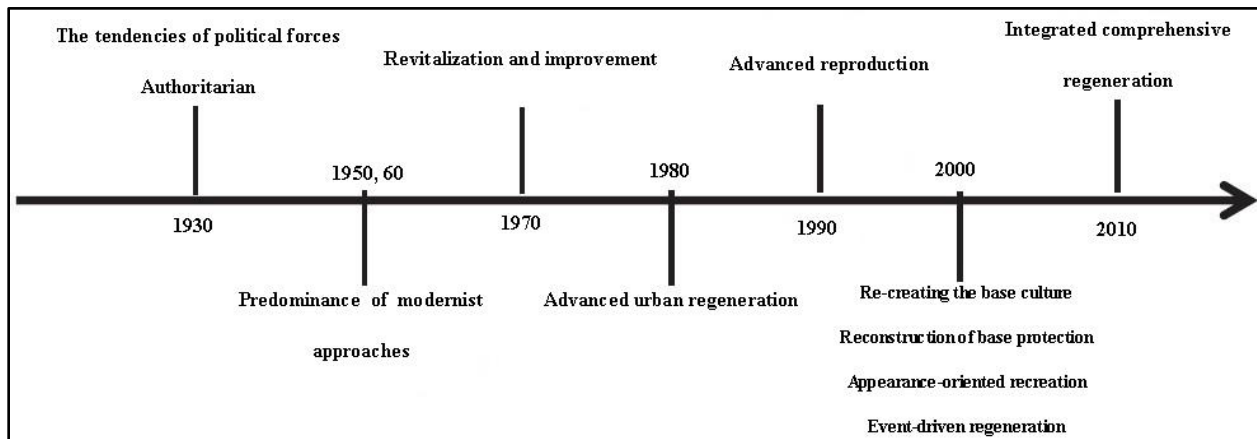 The tendencies of political forces
Authoritarian
1930
1950, 60
Predominance of modernist
approaches
Revitalization and improvement
1970
1980
Advanced urban regeneration
Advanced reproduction
1990
2000
Re-creating the base culture
Reconstruction of base protection
Appearance-oriented recreation
Event-driven regeneration
Integrated comprehensive
regeneration
2010